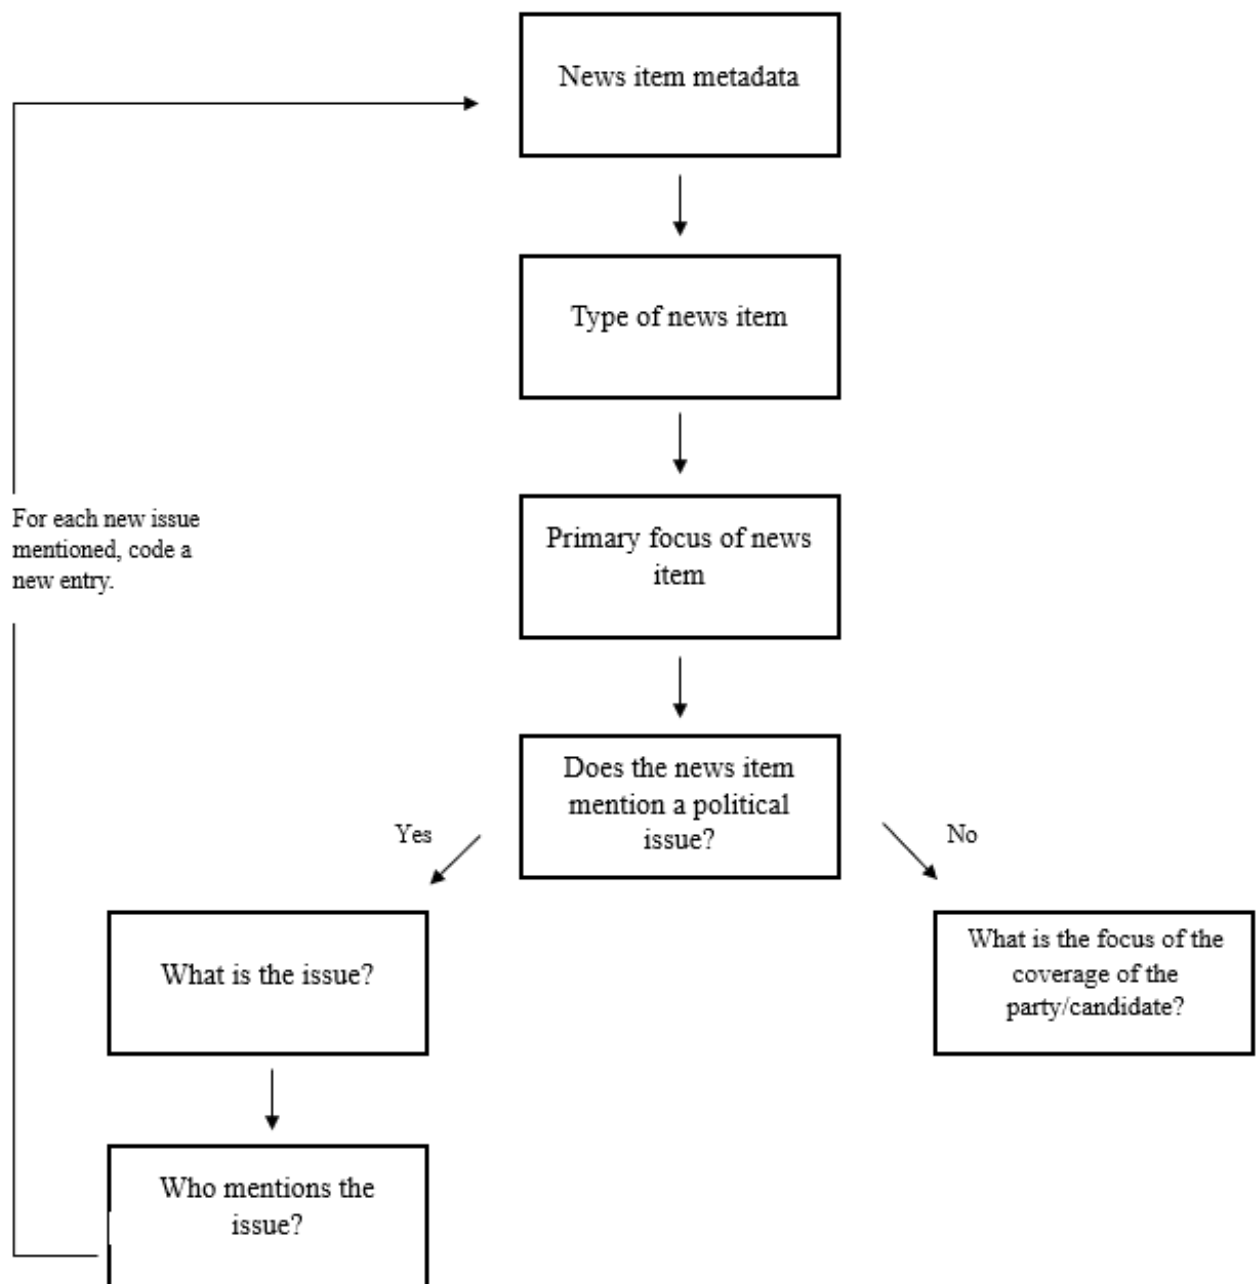 News item metadata
Type of news item
For each new issue
mentioned, code a
new entry.
Primary focus of news
item
Does the news item
mention a political
issue?
Yes
No
What is the issue?
What is the focus of the
coverage of the
party/candidate?
Who mentions the
issue?